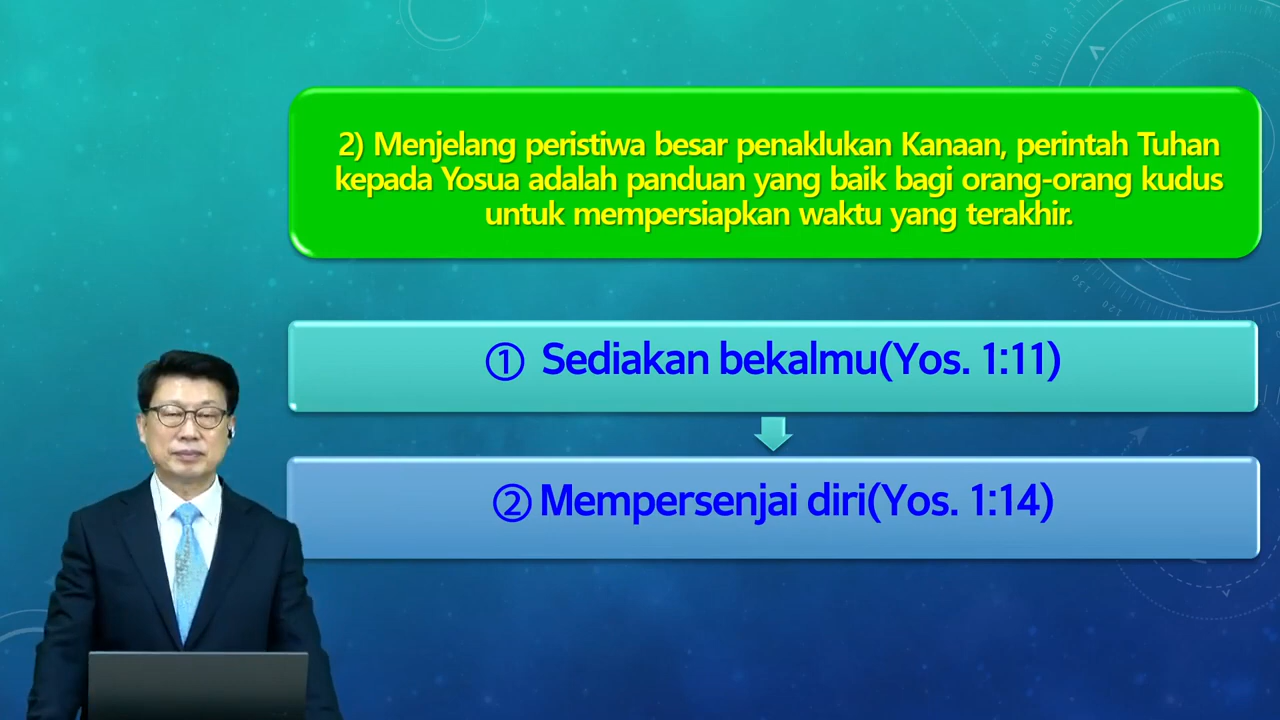 2) Menjelang peristiwa besar penaklukan Kanaan, perintah Tuhan
kepada Yosua adalah panduan yang baik bagi orang-orang kudus
untuk mempersiapkan waktu yang terakhir.
① Sediakan bekalmu(Yos. 1:11)
② Mempersenjai diri(Yos. 1:14)